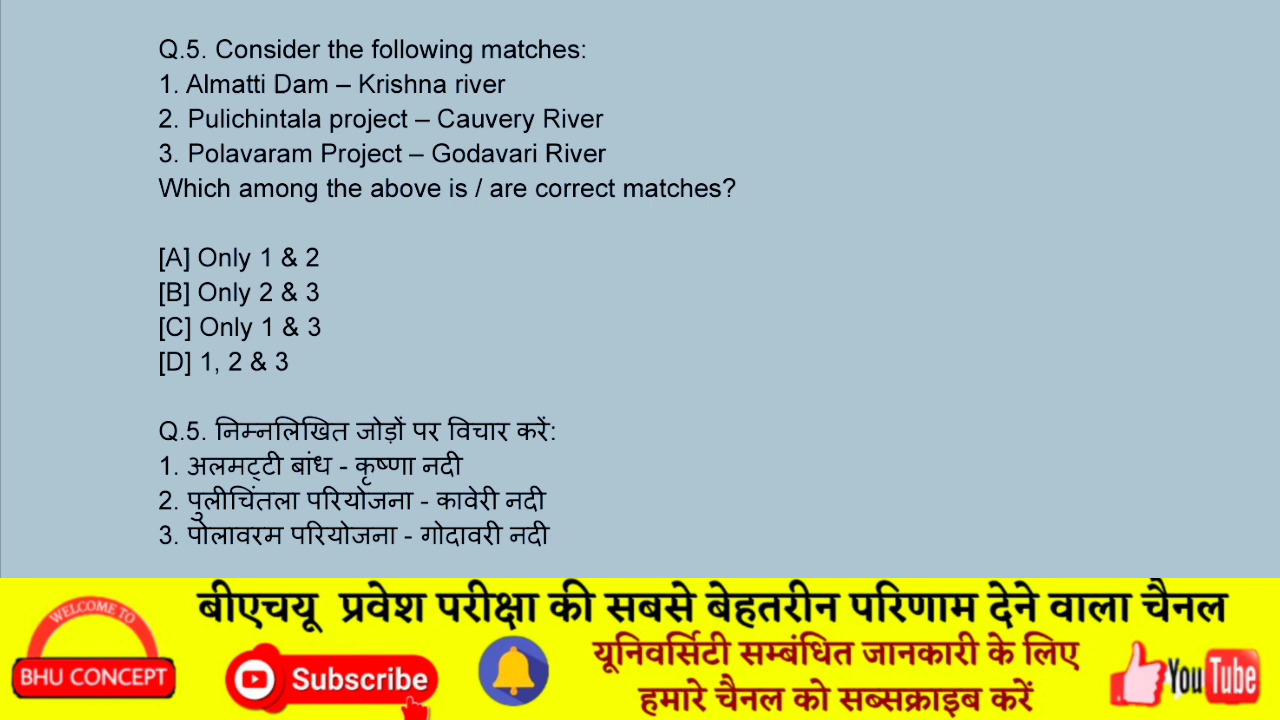 Q.5. Consider the following matches:
1. Almatti Dam – Krishna river
2. Pulichintala project – Cauvery River
3. Polavaram Project – Godavari River
Which among the above is / are correct matches?
[A] Only 1 & 2
[B] Only 2 & 3
[C] Only 1 & 3
[D] 1, 2 & 3
Q.5. निम्नलिखित जोड़ों पर विचार करें:
1. अलमट्टी बांध - कृष्णा नदी
2. पुलीचिंतला परियोजना - कावेरी नदी
3. पोलावरम परियोजना - गोदावरी नदी
बीएचयू प्रवेश परीक्षा की सबसे बेहतरीन परिणाम देने वाला चैनल
WELCOME TO
BHU CONCEPT
Subscribe
यूनिवर्सिटी सम्बंधित जानकारी के लिए
हमारे चैनल को सब्सक्राइब करें
YouTube